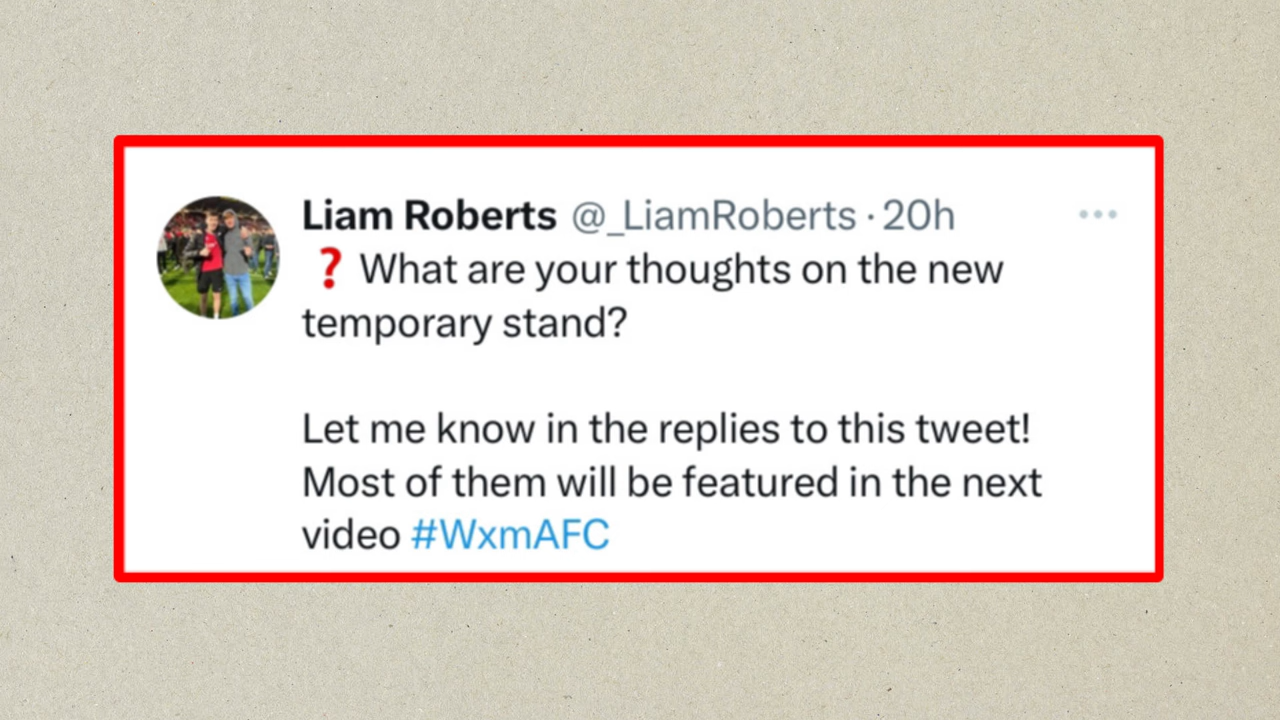 Liam Roberts @_LiamRoberts · 20h
❓ What are your thoughts on the new
temporary stand?
Let me know in the replies to this tweet!
Most of them will be featured in the next
video #WxmAFC